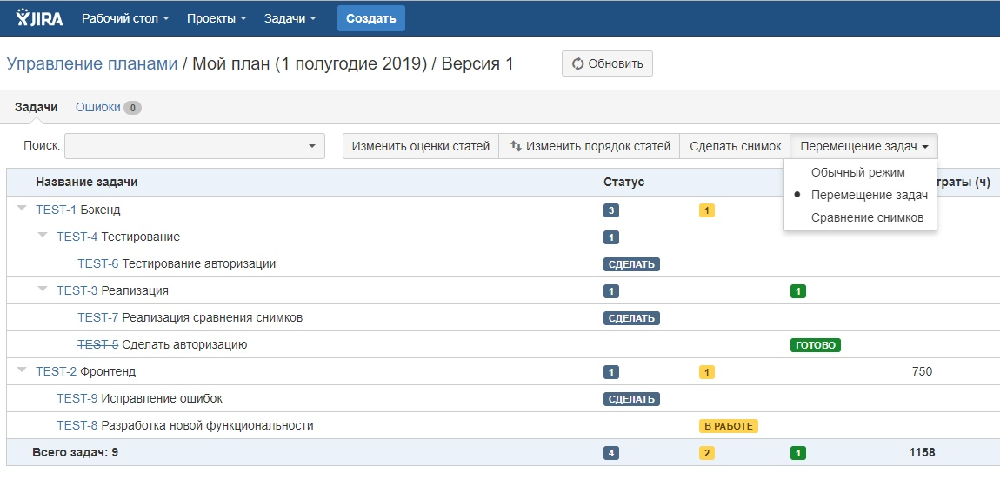 JIRA Рабочий стол Проекты Задачи Создать
Управление планами / Мой план (1 полугодие 2019) / Версия 1 Обновить
Задачи Ошибки 0
Поиск: Изменить оценки статей Изменить порядок статей Сделать снимок Перемещение задач
Обычный режим
Перемещение задач
Сравнение снимков
Название задачи Статус траты (ч)
TEST-1 Бэкенд 3 1
TEST-4 Тестирование 1
TEST-6 Тестирование авторизации СДЕЛАТЬ
TEST-3 Реализация 1 1
TEST-7 Реализация сравнения снимков СДЕЛАТЬ
TEST-5 Сделать авторизацию ГОТОВО
TEST-2 Фронтенд 1 1 750
TEST-9 Исправление ошибок СДЕЛАТЬ
TEST-8 Разработка новой функциональности В РАБОТЕ
Всего задач: 9 4 2 1 1158